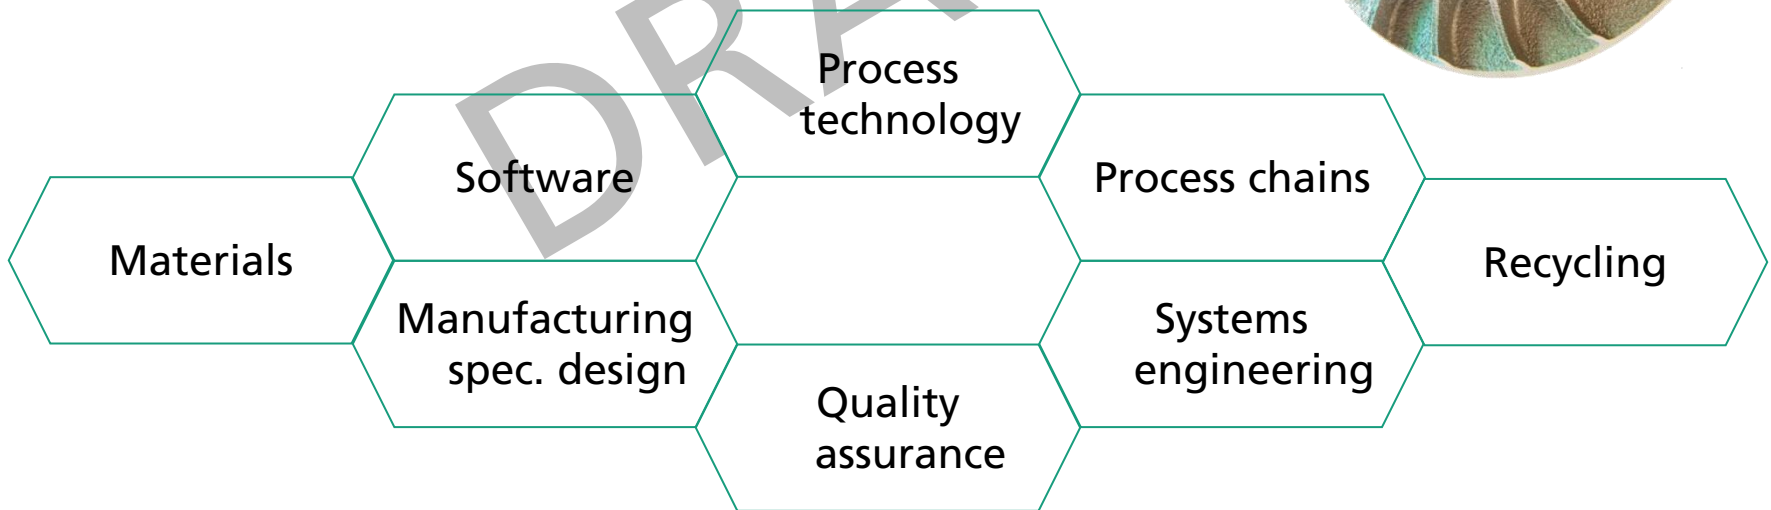 DRA
Process
technology
Software
Process chains
Materials
Recycling
Manufacturing
spec. design
Systems
engineering
Quality
assurance